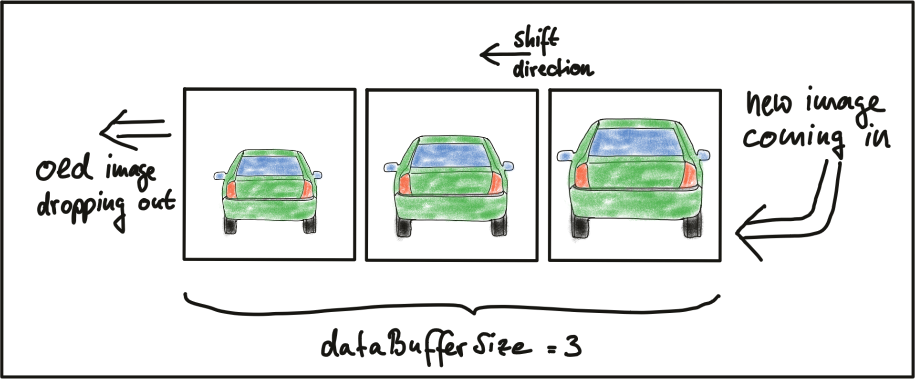 shift
direction
new image
coming in
old image
dropping out
dataBufferSize = 3